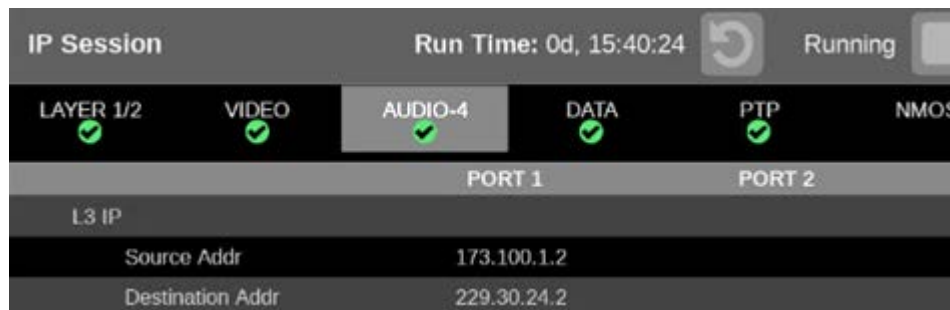 IP Session Run Time: 0d, 15:40:24 Running
LAYER 1/2 VIDEO AUDIO-4 DATA PTP NMOS
PORT 1 PORT 2
L3 IP
Source Addr 173.100.1.2
Destination Addr 229.30.24.2